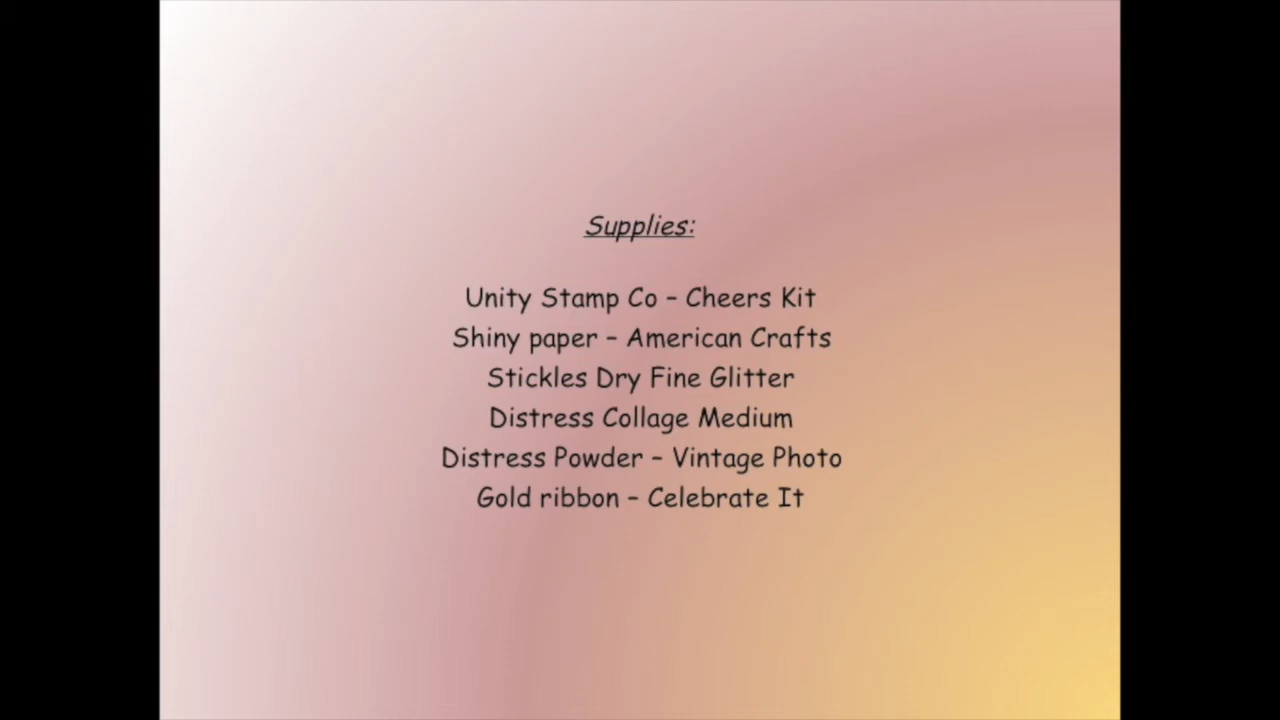 Supplies:
Unity Stamp Co – Cheers Kit
Shiny paper – American Crafts
Stickles Dry Fine Glitter
Distress Collage Medium
Distress Powder – Vintage Photo
Gold ribbon – Celebrate It